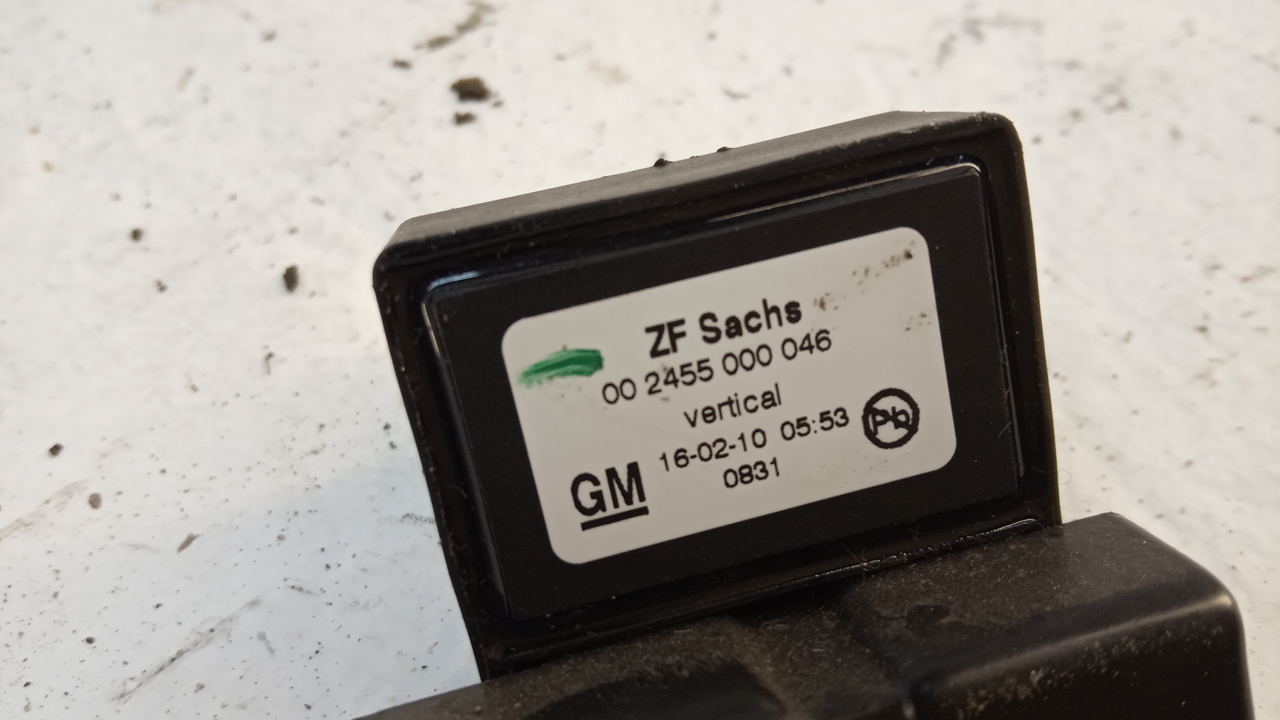 ZF Sachs
00 2455 000 046
vertical
16-02-10 05:53
0831
GM
Pb